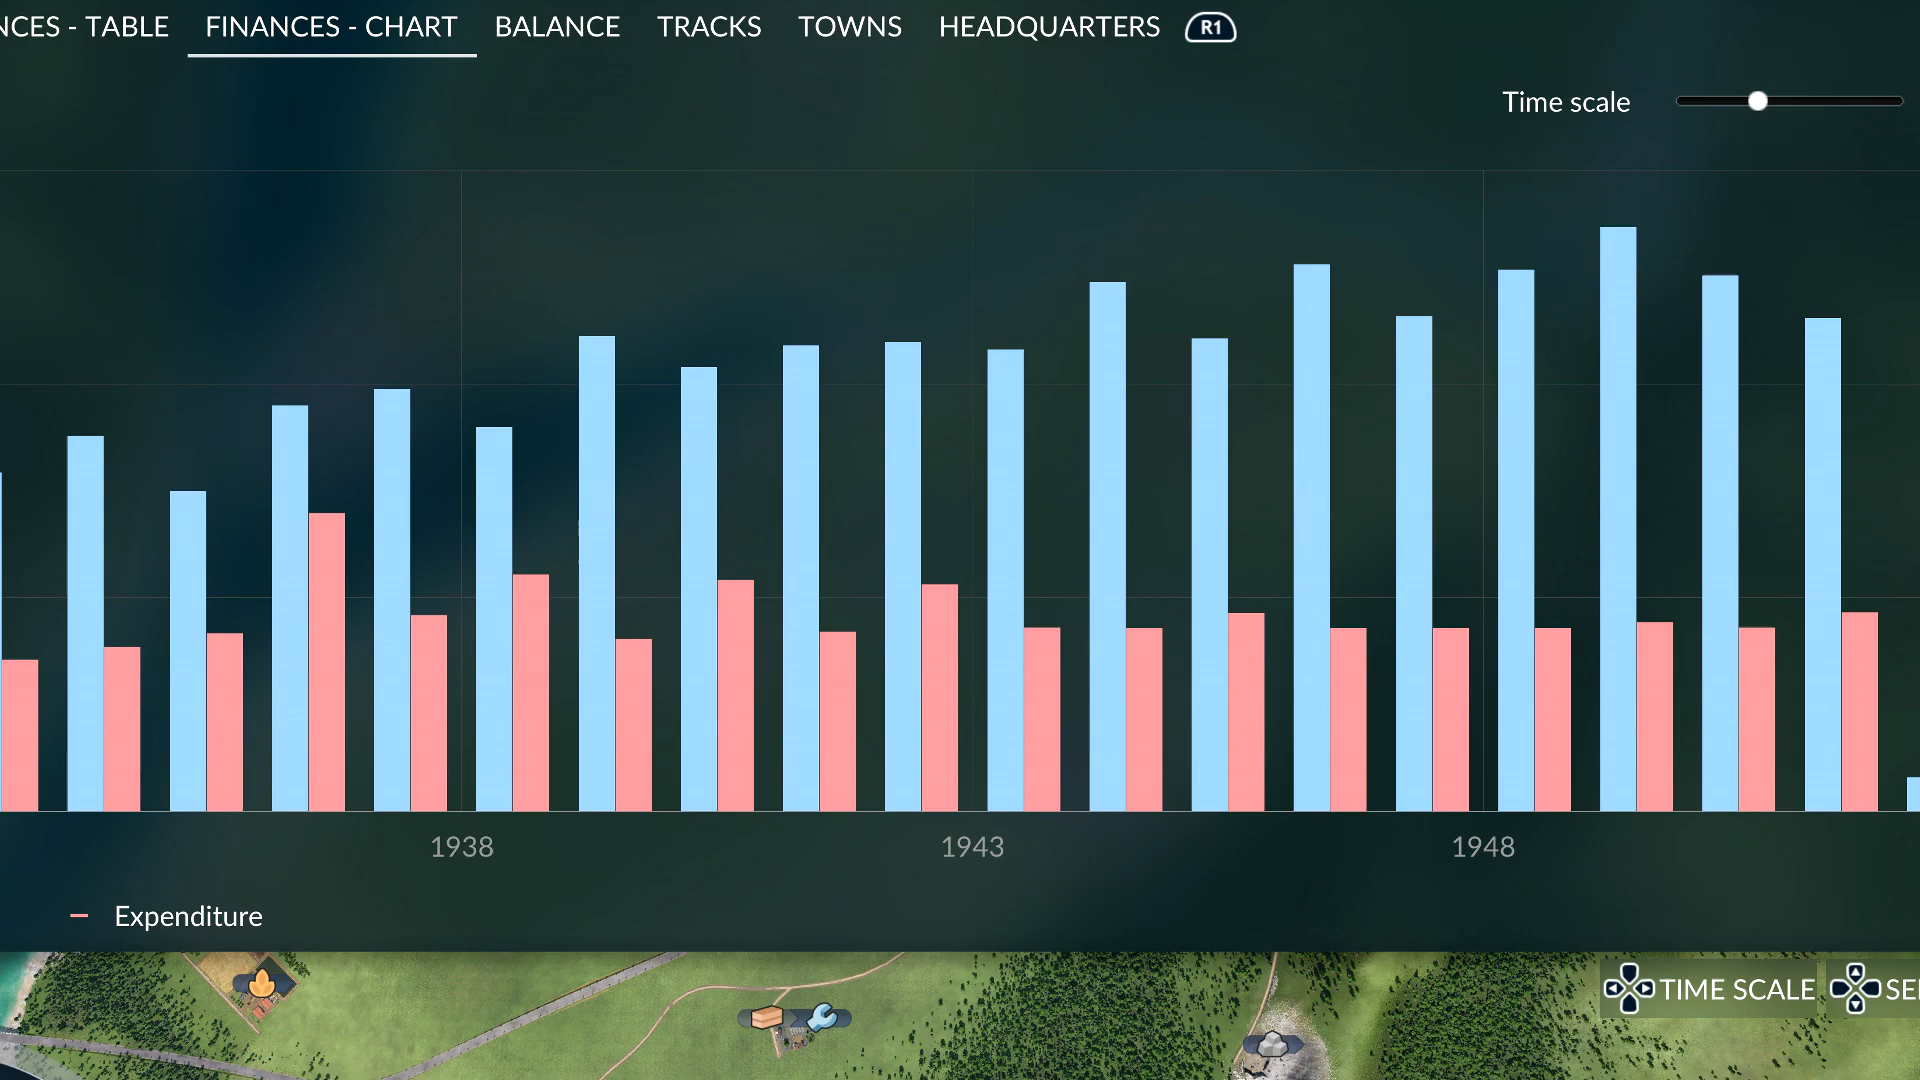 NCES - TABLE FINANCES - CHART BALANCE TRACKS TOWNS HEADQUARTERS R1
Time scale
1938 1943 1948
Expenditure
TIME SCALE SE